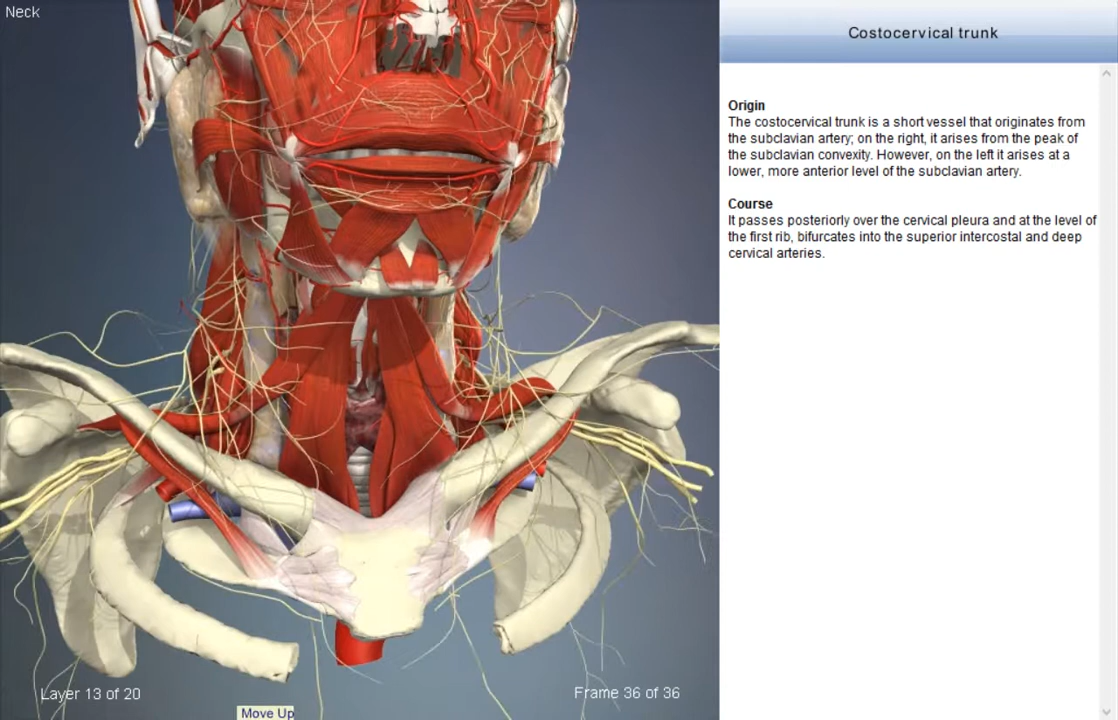 Neck
Costocervical trunk
Origin
The costocervical trunk is a short vessel that originates from
the subclavian artery; on the right, it arises from the peak of
the subclavian convexity. However, on the left it arises at a
lower, more anterior level of the subclavian artery.
Course
It passes posteriorly over the cervical pleura and at the level of
the first rib, bifurcates into the superior intercostal and deep
cervical arteries.
Layer 13 of 20
Frame 36 of 36
Move Up